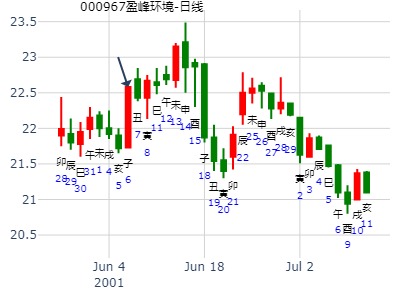 000967盈峰环境-日线
23.5
23
22.5
22
21.5
21
20.5
卯
28
辰
29
巳
30
午
31
未
1
戌
4
亥
5
子
6
丑
7
寅
8
巳
11
午
12
未
13
申
14
酉
15
子
18
丑
19
寅
20
卯
21
辰
22
未
25
申
26
酉
27
戌
28
亥
29
寅
2
卯
3
辰
4
巳
5
午
6
酉
9
戌
10
亥
11
Jun 4
2001
Jun 18
Jul 2